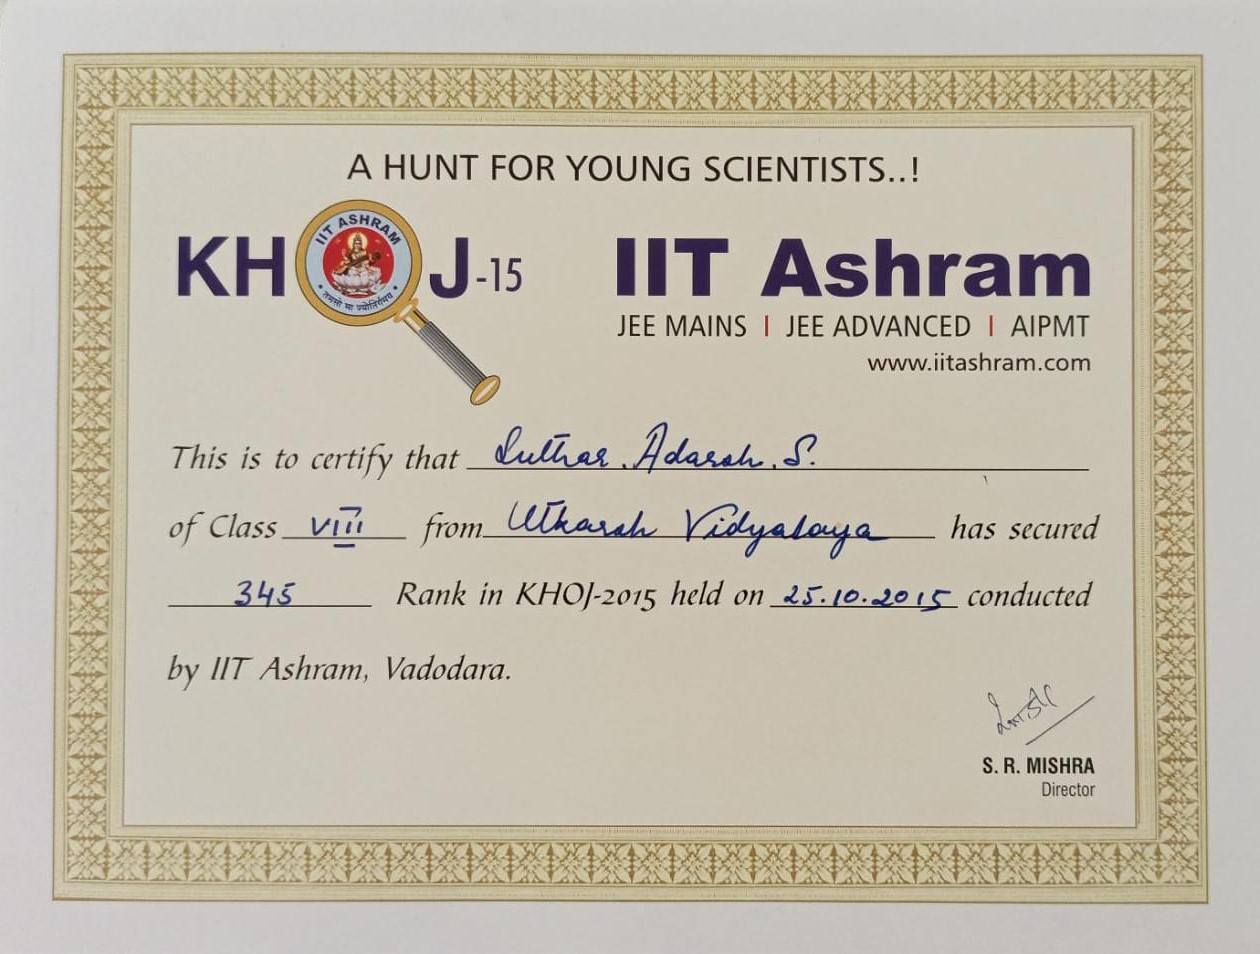 A HUNT FOR YOUNG SCIENTISTS..!
KHOJ-15
IIT ASHRAM
तमसो मा ज्योतिर्गमय
IIT Ashram
JEE MAINS | JEE ADVANCED | AIPMT
www.iitashram.com
This is to certify that Suthar. Adarsh. S.
of Class VIII from Utkarsh Vidyalaya has secured
345 Rank in KHOJ-2015 held on 25.10.2015 conducted
by IIT Ashram, Vadodara.
S. R. MISHRA
Director